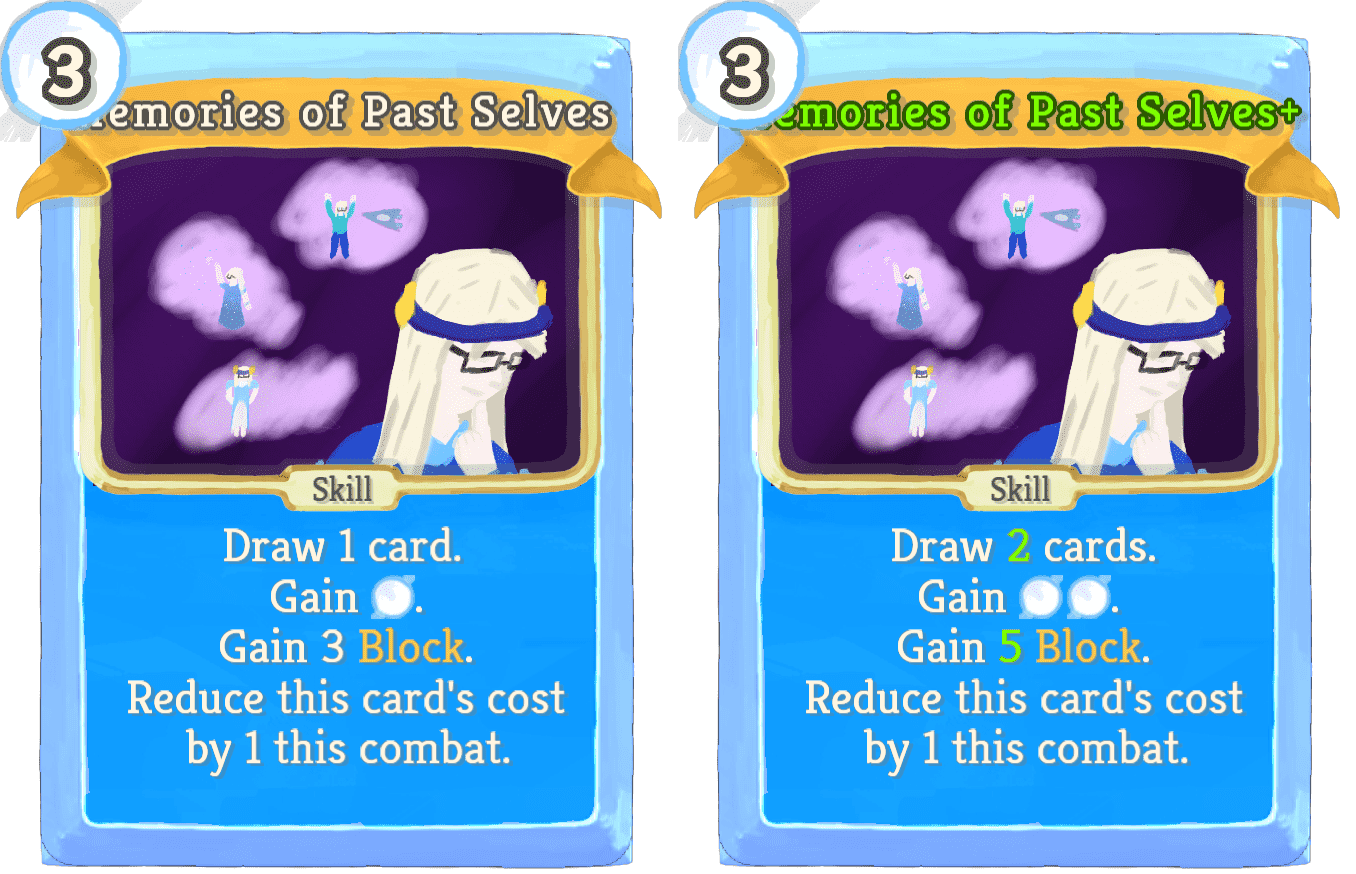 3
emories of Past Selves
Skill
Draw 1 card.
Gain .
Gain 3 Block.
Reduce this card's cost
by 1 this combat.
3
emories of Past Selves+
Skill
Draw 2 cards.
Gain .
Gain 5 Block.
Reduce this card's cost
by 1 this combat.